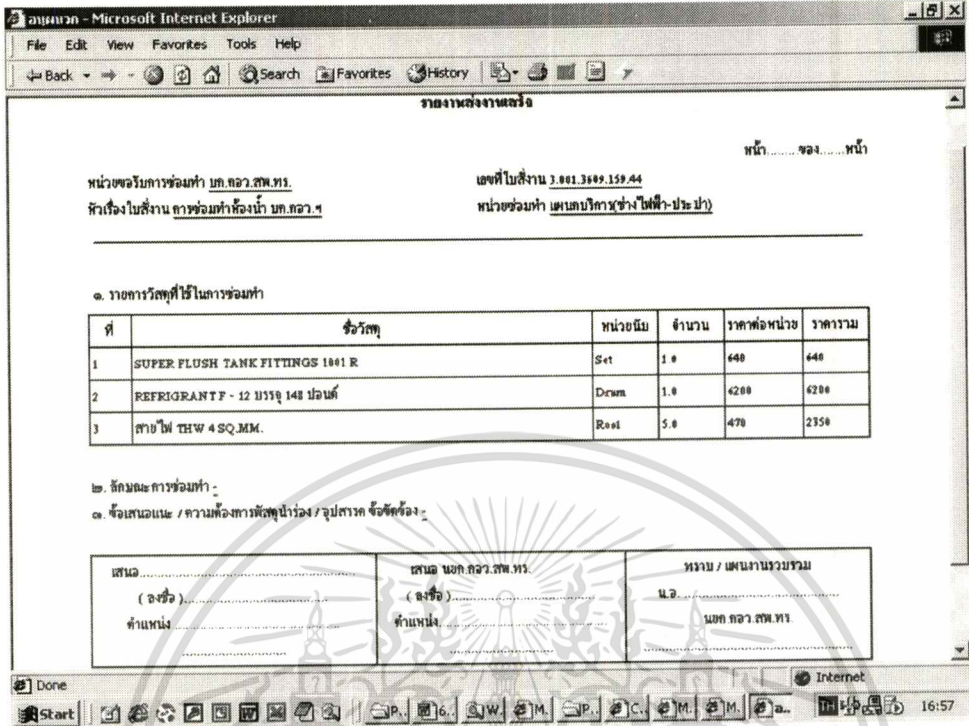 อนุผนวก - Microsoft Internet Explorer
File Edit View Favorites Tools Help
Back Search Favorites History
รายงานส่งงานเสร็จ
หน้า........ของ.......หน้า
หน่วยขอรับการซ่อมทำ บก.กอว.สพ.ทร. เลขที่ใบสั่งงาน 3.001.3609.159.44
หัวเรื่องใบสั่งงาน การซ่อมทำห้องน้ำ บก.กอว.ฯ หน่วยซ่อมทำ แผนกบริการ(ช่างไฟฟ้า-ประปา)
๑. รายการวัสดุที่ใช้ในการซ่อมทำ
ที่ ชื่อวัสดุ หน่วยนับ จำนวน ราคาต่อหน่วย ราคารวม
1 SUPER FLUSH TANK FITTINGS 1001 R Set 1.0 640 640
2 REFRIGRANT F - 12 บรรจุ 148 ปอนด์ Drum 1.0 6200 6200
3 สายไฟ THW 4 SQ.MM. Rool 5.0 470 2350
๒. ลักษณะการซ่อมทำ -
๓. ข้อเสนอแนะ / ความต้องการพัสดุนำร่อง / อุปสรรค ข้อขัดข้อง -
เสนอ........ เสนอ นยก.กอว.สพ.ทร. ทราบ / แผนงานรวบรวม
( ลงชื่อ )........ ( ลงชื่อ )........ น.อ........
ตำแหน่ง........ ตำแหน่ง........ นยก.กอว.สพ.ทร.
Done Internet
Start P.. 6.. W.. M.. P.. C.. M.. M.. a.. TH 16:57